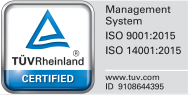 TÜVRheinland
CERTIFIED
Management
System
ISO 9001:2015
ISO 14001:2015
www.tuv.com
ID 9108644395